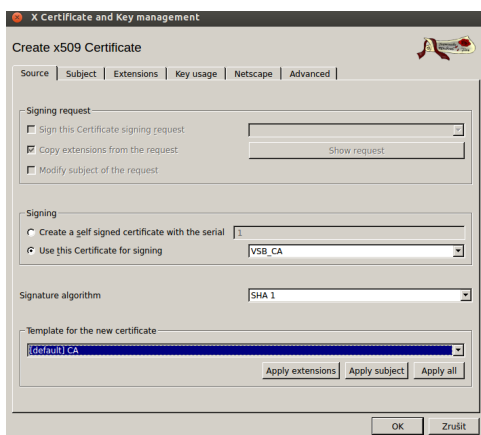 X Certificate and Key management
Create x509 Certificate
Source Subject Extensions Key usage Netscape Advanced
Signing request
Sign this Certificate signing request
Copy extensions from the request Show request
Modify subject of the request
Signing
Create a self signed certificate with the serial 1
Use this Certificate for signing VSB_CA
Signature algorithm SHA 1
Template for the new certificate
[default] CA
Apply extensions Apply subject Apply all
OK Zrušit